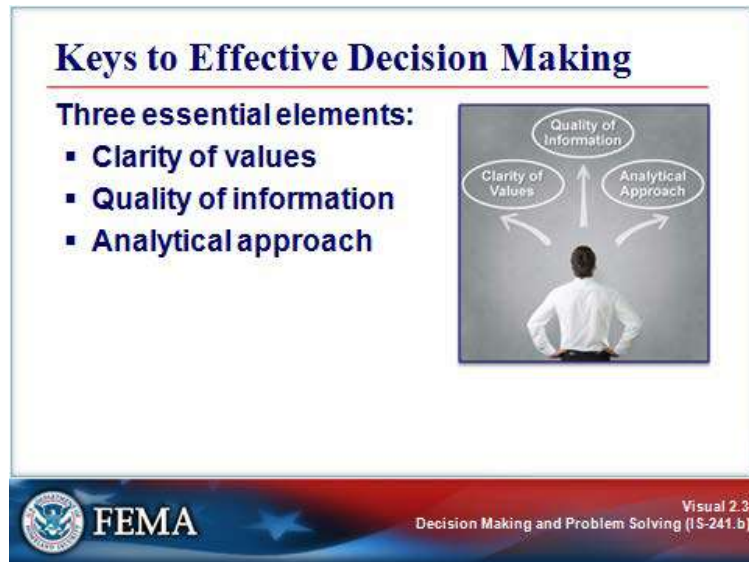 Keys to Effective Decision Making
Three essential elements:
▪ Clarity of values
▪ Quality of information
▪ Analytical approach
Quality of
Information
Clarity of
Values
Analytical
Approach
FEMA
Visual 2.3
Decision Making and Problem Solving (IS-241.b)